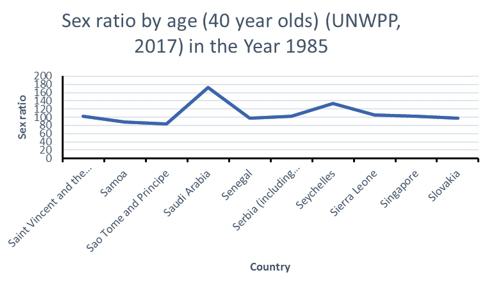 Sex ratio by age (40 year olds) (UNWPP,
2017) in the Year 1985
200
180
160
140
120
100
80
60
40
20
0
Sex ratio
Saint Vincent and the...
Samoa
Sao Tome and Principe
Saudi Arabia
Senegal
Serbia (including...
Seychelles
Sierra Leone
Singapore
Slovakia
Country